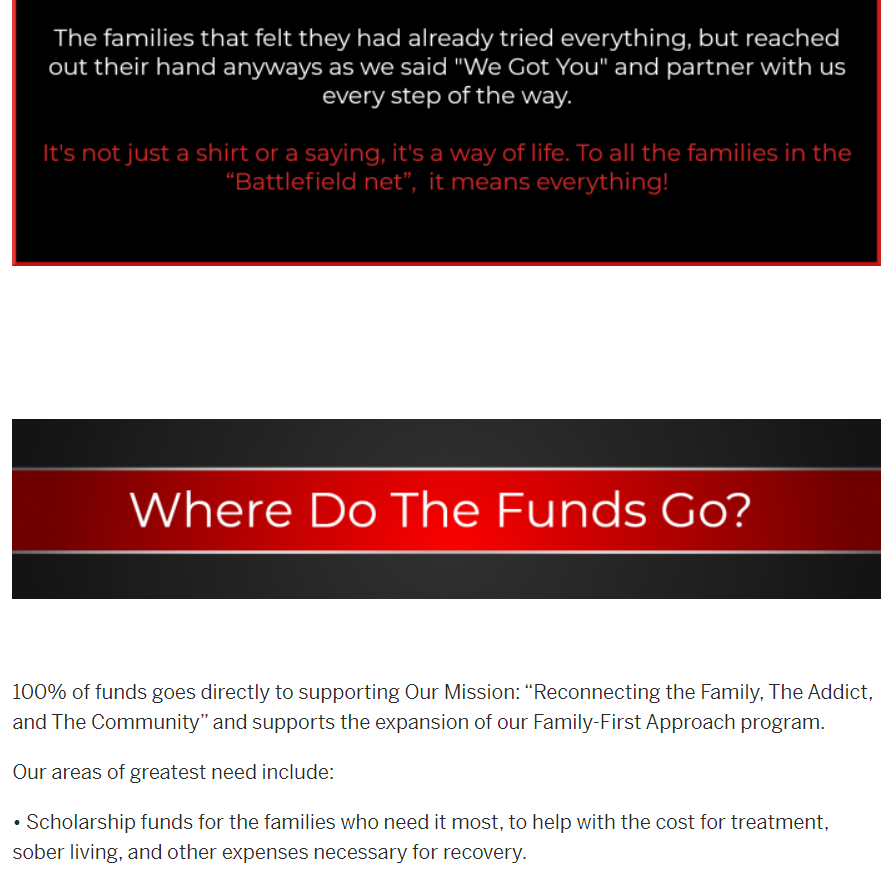 The families that felt they had already tried everything, but reached
out their hand anyways as we said "We Got You" and partner with us
every step of the way.
It's not just a shirt or a saying, it's a way of life. To all the families in the
“Battlefield net”,  it means everything!
Where Do The Funds Go?
100% of funds goes directly to supporting Our Mission: “Reconnecting the Family, The Addict,
and The Community” and supports the expansion of our Family-First Approach program.
Our areas of greatest need include:
• Scholarship funds for the families who need it most, to help with the cost for treatment,
sober living, and other expenses necessary for recovery.